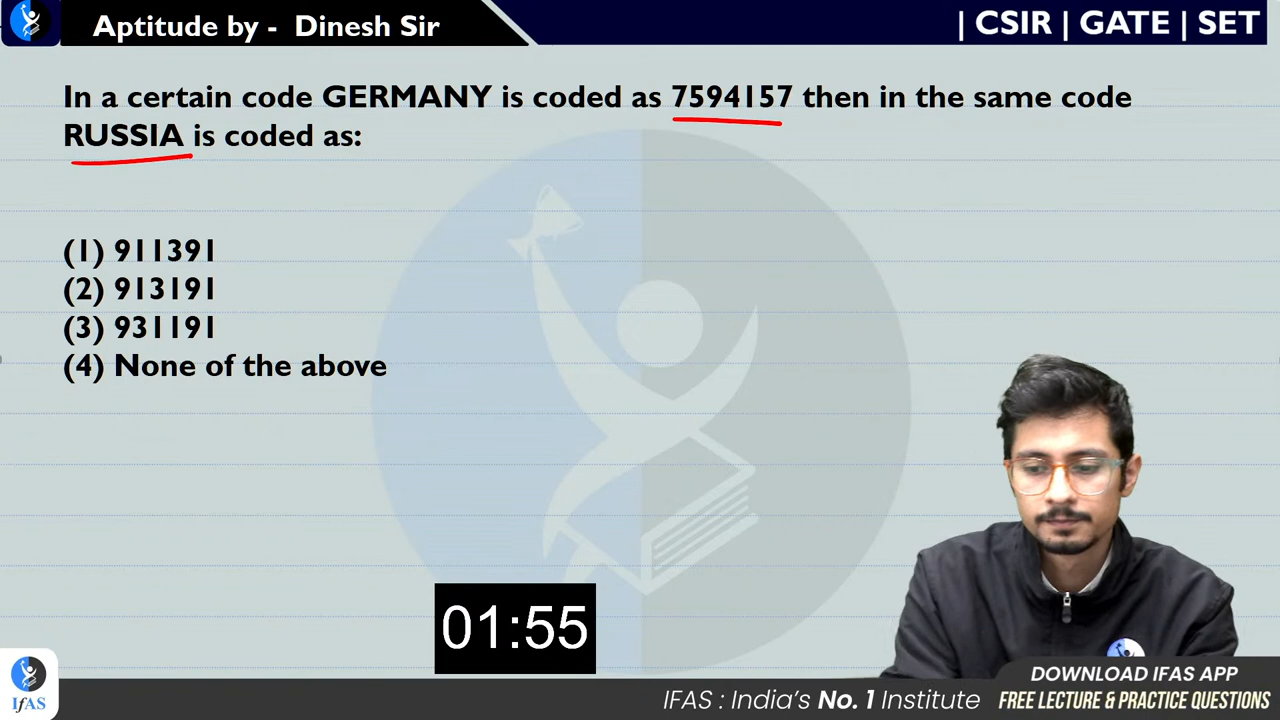 Aptitude by - Dinesh Sir
| CSIR | GATE | SET
In a certain code GERMANY is coded as 7594157 then in the same code
RUSSIA is coded as:
(1) 911391
(2) 913191
(3) 931191
(4) None of the above
01:55
DOWNLOAD IFAS APP
IfAS
IFAS : India's No. 1 Institute
FREE LECTURE & PRACTICE QUESTIONS